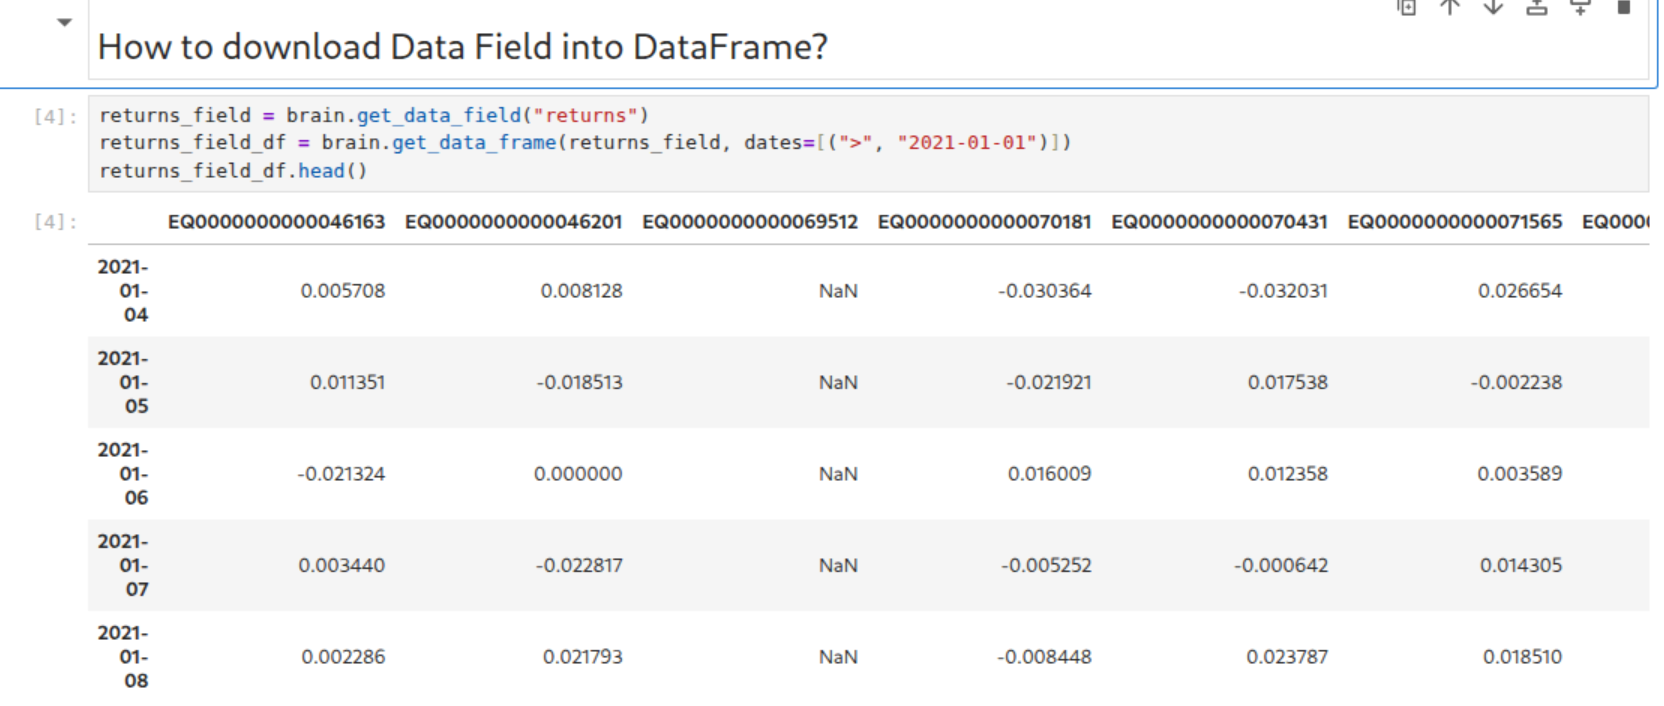 How to download Data Field into DataFrame?
[4]: returns_field = brain.get_data_field("returns")
returns_field_df = brain.get_data_frame(returns_field, dates=[(">", "2021-01-01")])
returns_field_df.head()
[4]: EQ0000000000046163 EQ0000000000046201 EQ0000000000069512 EQ0000000000070181 EQ0000000000070431 EQ0000000000071565
2021-
01- 0.005708 0.008128 NaN -0.030364 -0.032031 0.026654
04
2021-
01- 0.011351 -0.018513 NaN -0.021921 0.017538 -0.002238
05
2021-
01- -0.021324 0.000000 NaN 0.016009 0.012358 0.003589
06
2021-
01- 0.003440 -0.022817 NaN -0.005252 -0.000642 0.014305
07
2021-
01- 0.002286 0.021793 NaN -0.008448 0.023787 0.018510
08